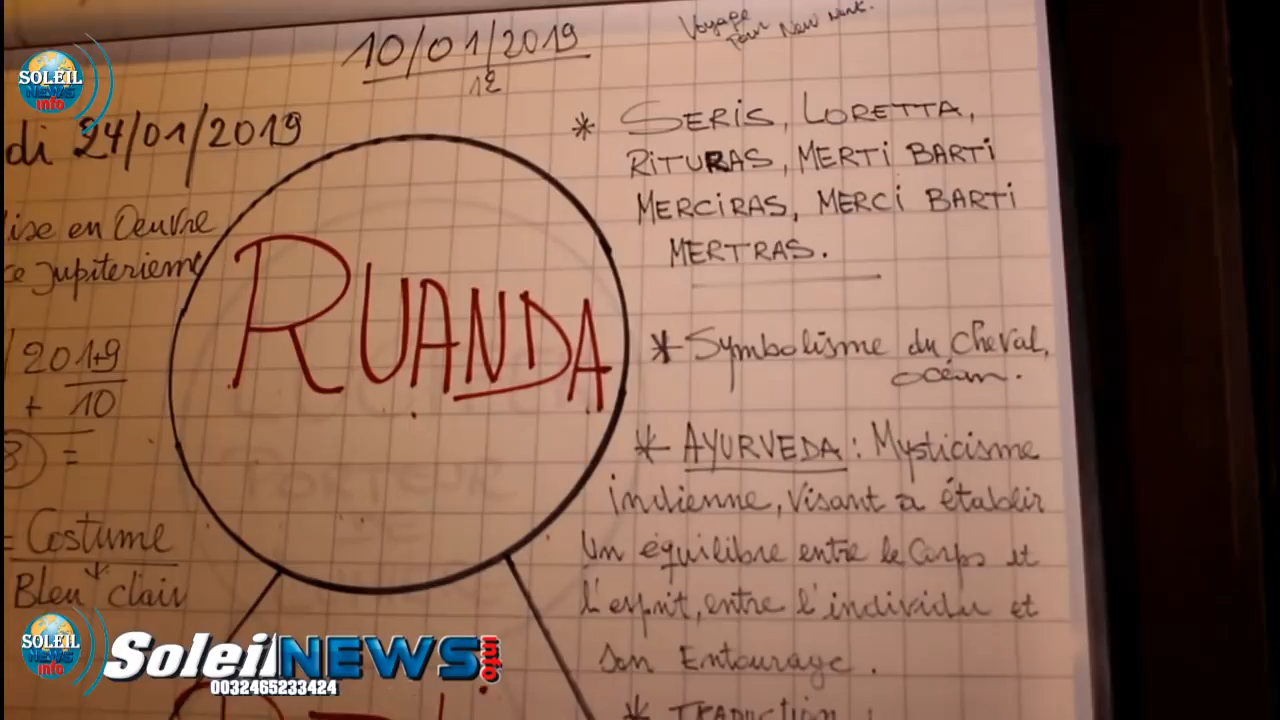 SOLEIL
NEWS
info
10/01/2019
12
Voyage
Pour New
di 24/01/2019
ise en Oeuvre
ce Jupiterienne
/ 2019
+ 10
8 =
= Costume
Bleu clair
RUANDA
* SERIS, LORETTA,
RITURAS, MERTI BARTI
MERCIRAS, MERCI BARTI
MERTRAS.
* Symbolisme du Cheval,
océan.
* AYURVEDA : Mysticisme
indienne, Visant a établir
Un équilibre entre le Corps et
l'esprit, entre l'individu et
son Entourage.
* TRADUCTION :
SOLEIL
NEWS
info
SoleilNEWS info
0032465233424